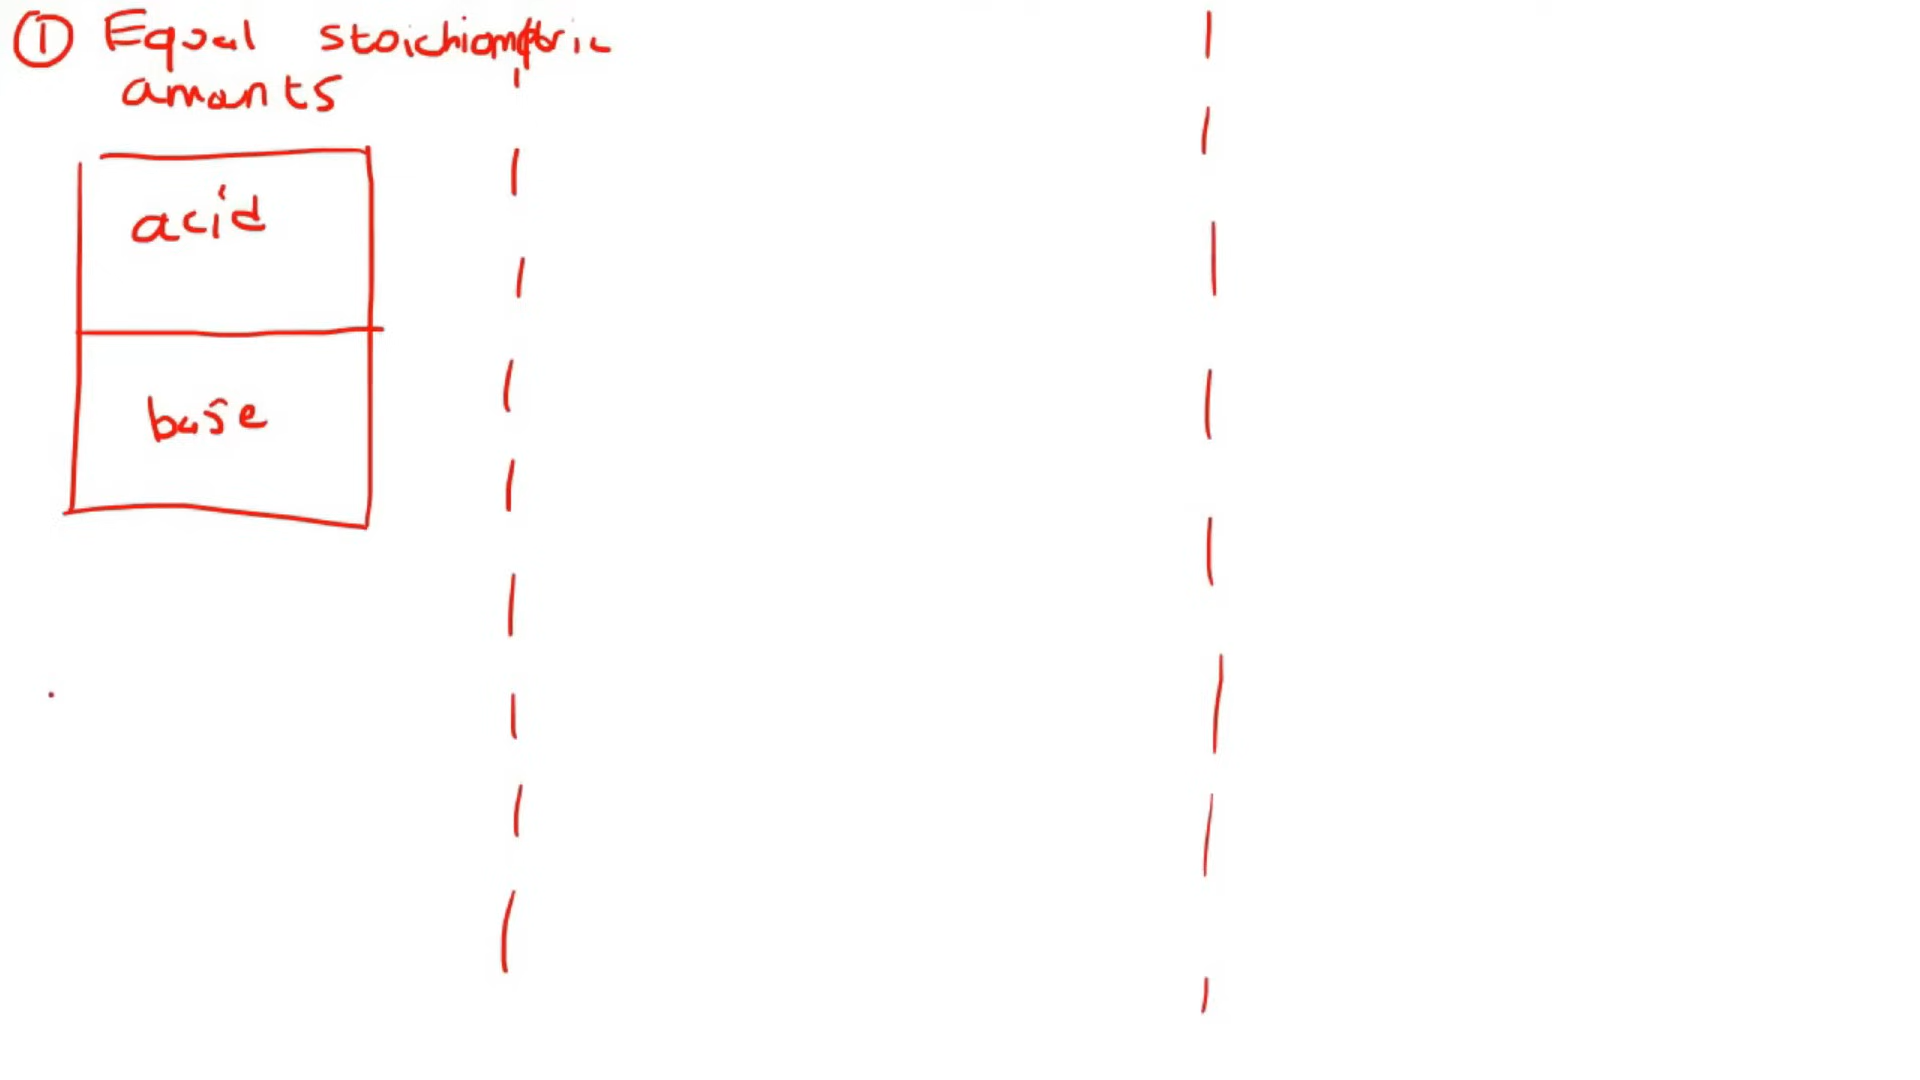 ① Equal stoichiometric
amounts
acid
base